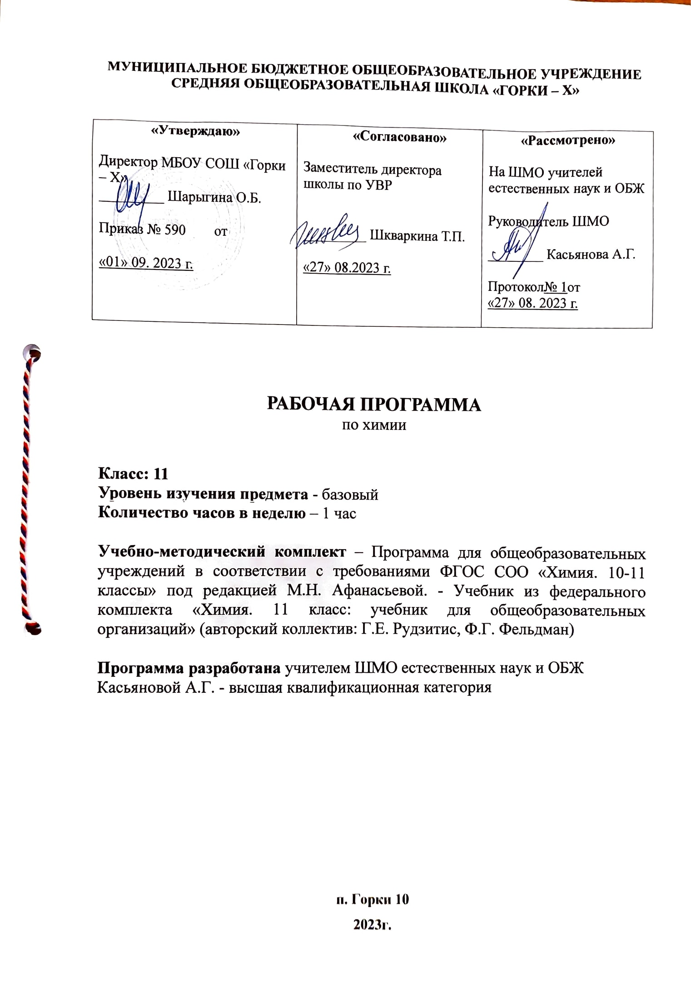 МУНИЦИПАЛЬНОЕ БЮДЖЕТНОЕ ОБЩЕОБРАЗОВАТЕЛЬНОЕ УЧРЕЖДЕНИЕ
СРЕДНЯЯ ОБЩЕОБРАЗОВАТЕЛЬНАЯ ШКОЛА «ГОРКИ – Х»
«Утверждаю»
Директор МБОУ СОШ «Горки
– Х»
_________ Шарыгина О.Б.
Приказ № 590 от
«01» 09. 2023 г.
«Согласовано»
Заместитель директора
школы по УВР
_________ Шкваркина Т.П.
«27» 08.2023 г.
«Рассмотрено»
На ШМО учителей
естественных наук и ОБЖ
Руководитель ШМО
________ Касьянова А.Г.
Протокол№ 1от
«27» 08. 2023 г.
РАБОЧАЯ ПРОГРАММА
по химии
Класс: 11
Уровень изучения предмета - базовый
Количество часов в неделю – 1 час
Учебно-методический комплект – Программа для общеобразовательных
учреждений в соответствии с требованиями ФГОС СОО «Химия. 10-11
классы» под редакцией М.Н. Афанасьевой. - Учебник из федерального
комплекта «Химия. 11 класс: учебник для общеобразовательных
организаций» (авторский коллектив: Г.Е. Рудзитис, Ф.Г. Фельдман)
Программа разработана учителем ШМО естественных наук и ОБЖ
Касьяновой А.Г. - высшая квалификационная категория
п. Горки 10
2023г.